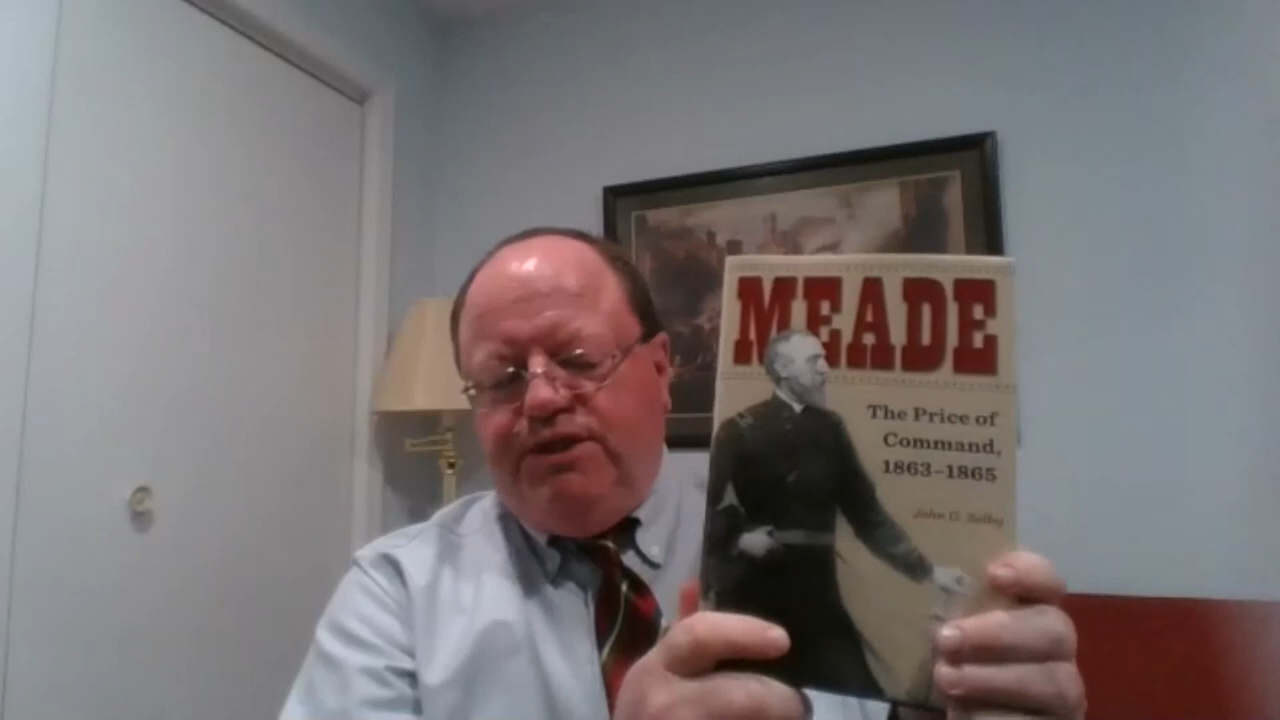 MEADE
The Price of
Command,
1863–1865
John G. Selby